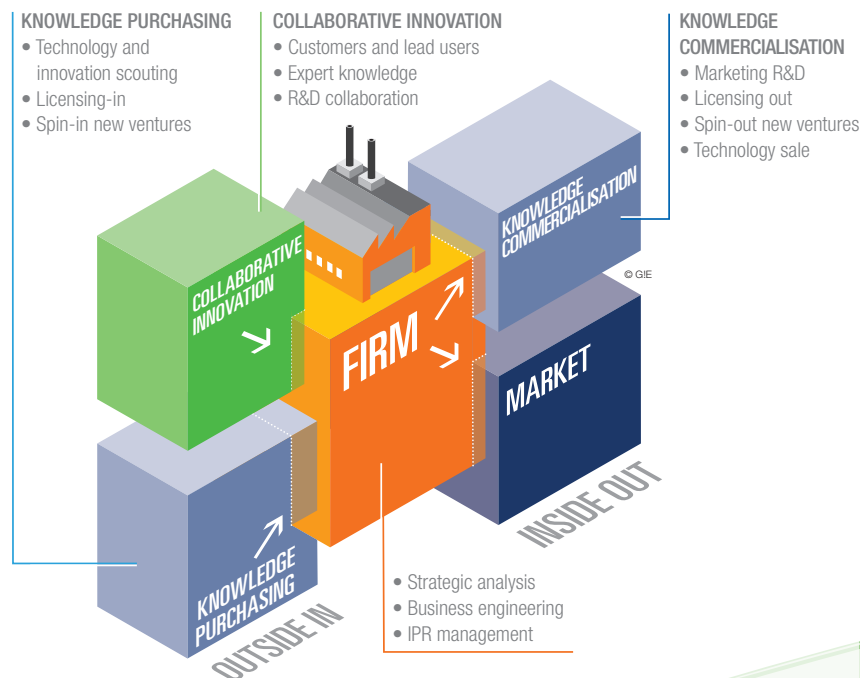 KNOWLEDGE PURCHASING
• Technology and
innovation scouting
• Licensing-in
• Spin-in new ventures
COLLABORATIVE INNOVATION
• Customers and lead users
• Expert knowledge
• R&D collaboration
KNOWLEDGE
COMMERCIALISATION
• Marketing R&D
• Licensing out
• Spin-out new ventures
• Technology sale
KNOWLEDGE
COMMERCIALISATION
© G!E
COLLABORATIVE
INNOVATION
FIRM
MARKET
INSIDE OUT
KNOWLEDGE
PURCHASING
OUTSIDE IN
• Strategic analysis
• Business engineering
• IPR management